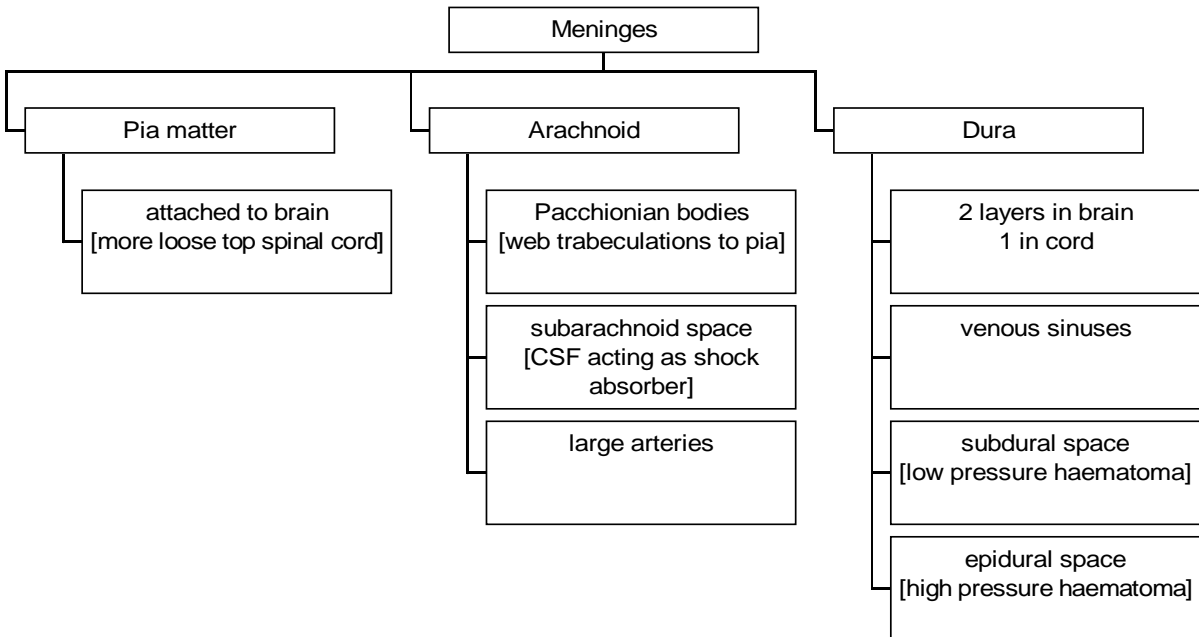 Meninges
Pia matter
attached to brain
[more loose top spinal cord]
Arachnoid
Pacchionian bodies
[web trabeculations to pia]
subarachnoid space
[CSF acting as shock
absorber]
large arteries
Dura
2 layers in brain
1 in cord
venous sinuses
subdural space
[low pressure haematoma]
epidural space
[high pressure haematoma]